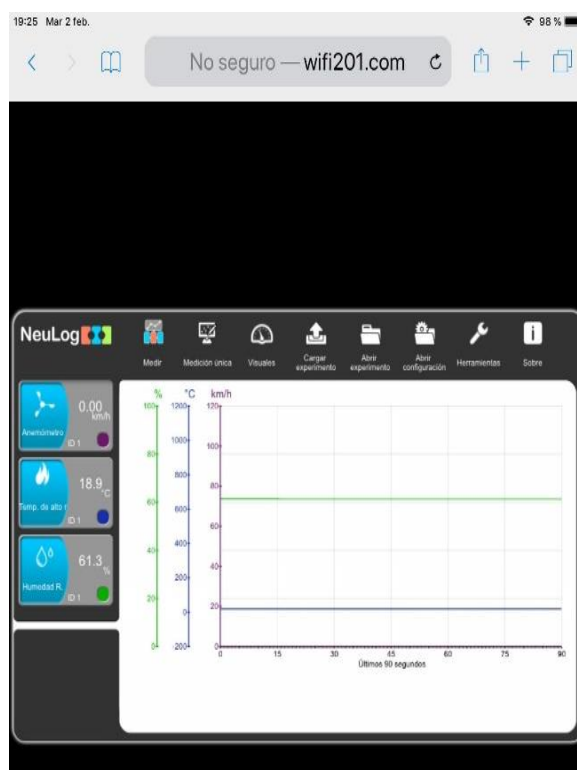 19:25 Mar 2 feb. 98 %
No seguro — wifi201.com
NeuLog
Medir Medición única Visuales Cargar experimento Abrir experimento Abrir configuración Herramientas Sobre
0.00 km/h
Anemómetro
ID 1
18.9 °C
Temp. de alto r
ID 1
61.3 %
Humedad R.
ID 1
% °C km/h
100 1200 120
1000 100
80 800 80
60 600 60
40 400 40
200
20 0 20
0 -200 0
0 15 30 45 60 75 90
Últimos 90 segundos